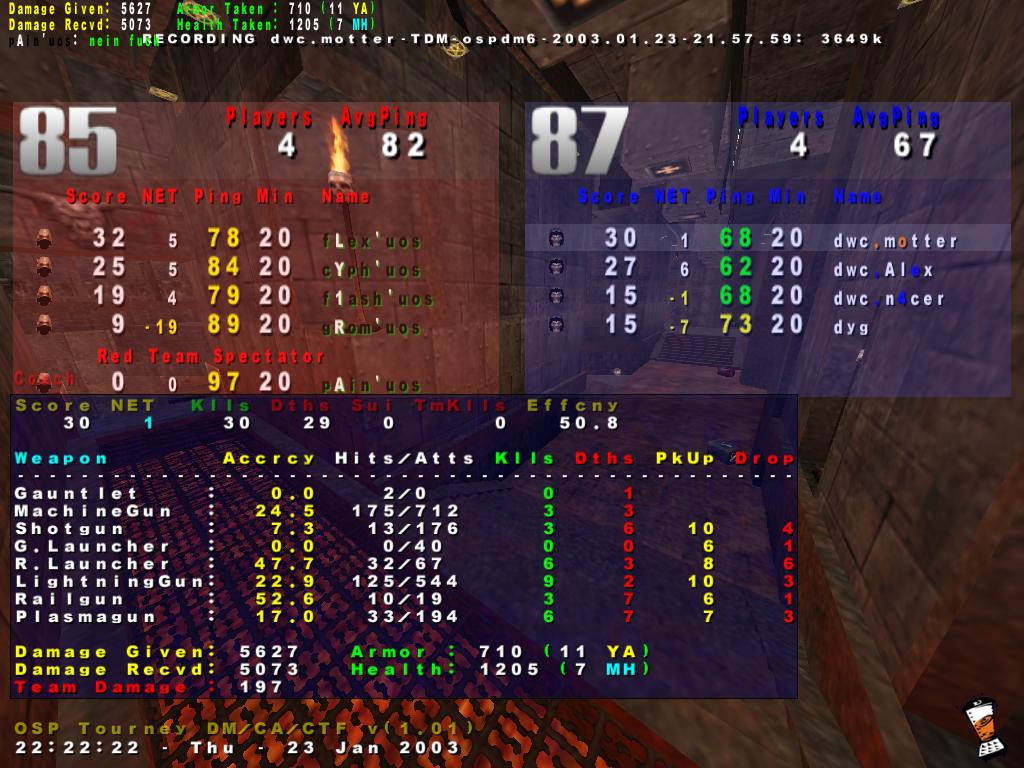 Damage Given: 5627 Armor Taken : 710 (11 YA)
Damage Recvd: 5073 Health Taken: 1205 (7 MH)
pAin'uos: nein fuck
RECORDING dwc.motter-TDM-ospdm6-2003.01.23-21.57.59: 3649k
85 Players AvgPing
4 82
Score NET Ping Min Name
32 5 78 20 fLex'uos
25 5 84 20 cYph'uos
19 4 79 20 f1ash'uos
9 -19 89 20 gRom'uos
Red Team Spectator
Coach 0 0 97 20 pAin'uos
87 Players AvgPing
4 67
Score NET Ping Min Name
30 1 68 20 dwc.motter
27 6 62 20 dwc.Alex
15 -1 68 20 dwc.n4cer
15 -7 73 20 dyg
Score NET Klls Dths Sui TmKlls Effcny
30 1 30 29 0 0 50.8
Weapon Accrcy Hits/Atts Klls Dths PkUp Drop
Gauntlet : 0.0 2/0 0 1
MachineGun : 24.5 175/712 3 3
Shotgun : 7.3 13/176 3 6 10 4
G.Launcher : 0.0 0/40 0 0 6 1
R.Launcher : 47.7 32/67 6 3 8 6
LightningGun: 22.9 125/544 9 2 10 3
Railgun : 52.6 10/19 3 7 6 1
Plasmagun : 17.0 33/194 6 7 7 3
Damage Given: 5627 Armor : 710 (11 YA)
Damage Recvd: 5073 Health: 1205 (7 MH)
Team Damage : 197
OSP Tourney DM/CA/CTF v(1.01)
22:22:22 - Thu - 23 Jan 2003